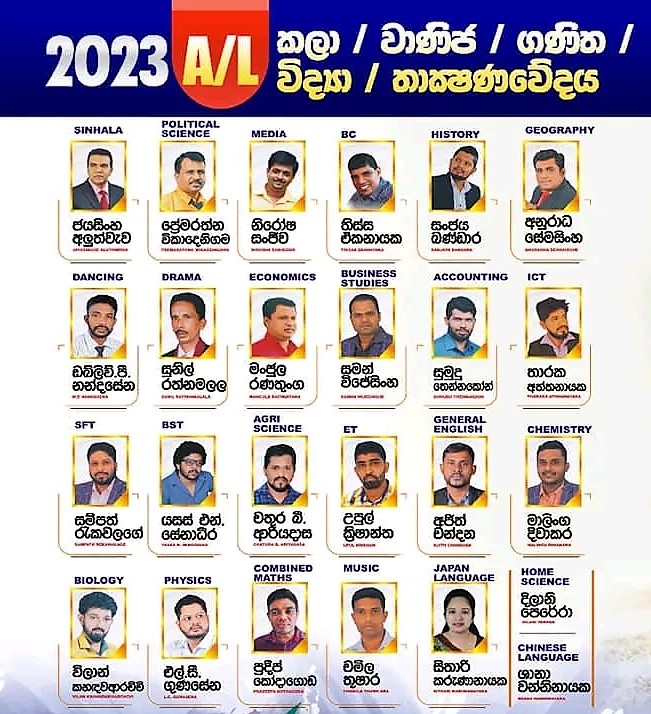 2023 A/L
කලා / වාණිජ / ගණිත /
විද්‍යා / තාක්ෂණවේදය
SINHALA
ජයසිංහ
අලුත්වැව
POLITICAL
SCIENCE
ප්‍රේමරත්න
විකාදෙනිගම
MEDIA
නිරෝෂ
සංජීව
BC
තිස්ස
ඒකනායක
HISTORY
සංජය
බණ්ඩාර
GEOGRAPHY
අනුරාධ
සේමසිංහ
DANCING
ඩබ්ලිව්.පී.
නන්දසේන
DRAMA
සුනිල්
රත්නමලල
ECONOMICS
මංජුල
රණතුංග
BUSINESS
STUDIES
සමන්
විජේසිංහ
ACCOUNTING
සුමුදු
තෙන්නකෝන්
ICT
තාරක
අත්තනායක
SFT
සම්පත්
රැකවලගේ
BST
යසස් එන්.
සේනාධීර
AGRI
SCIENCE
චතුර බී.
ආරියදාස
ET
උපුල්
ක්‍රිෂාන්ත
GENERAL
ENGLISH
අජිත්
චන්දන
CHEMISTRY
මාලිංග
දිවාකර
BIOLOGY
විලාන්
කහඳවආරච්චි
PHYSICS
එල්.සී.
ගුණසේන
COMBINED
MATHS
ප්‍රදීප්
කෝදාගොඩ
MUSIC
චමිල
තුෂාර
JAPAN
LANGUAGE
සිතාරි
කරුණානායක
HOME
SCIENCE
දිලානි
පෙරේරා
CHINESE
LANGUAGE
ශානා
වන්නිනායක